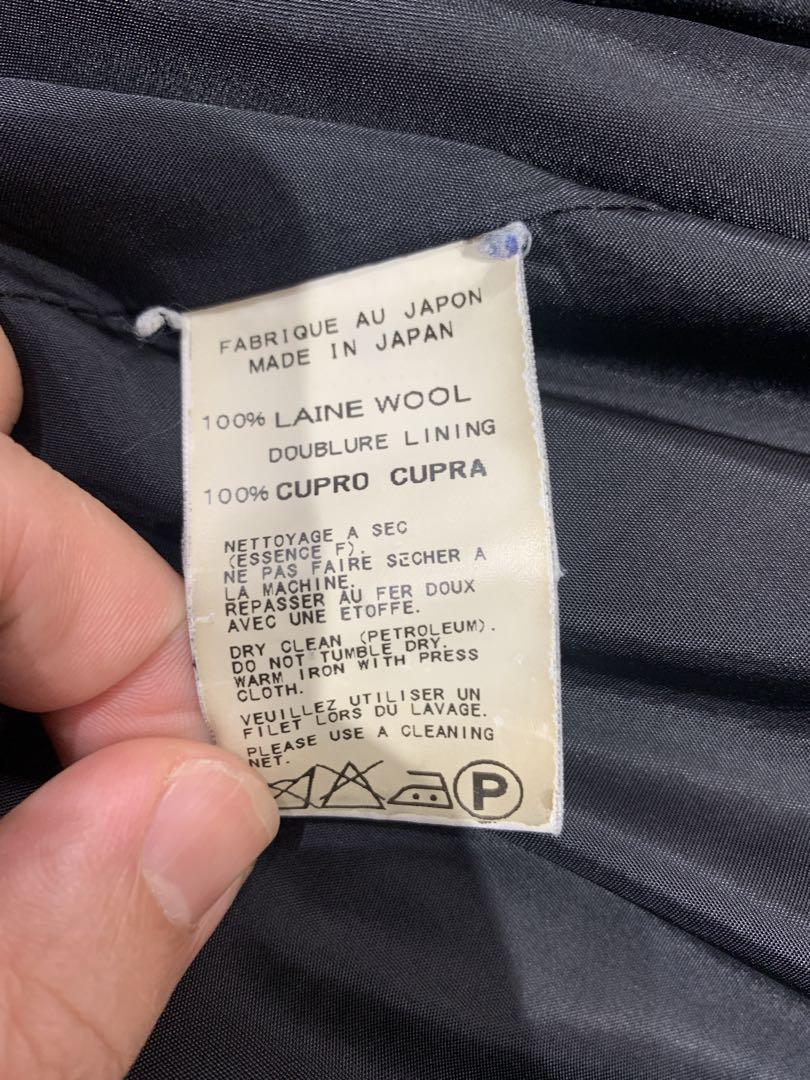 FABRIQUE AU JAPON
MADE IN JAPAN
100% LAINE WOOL
DOUBLURE LINING
100% CUPRO CUPRA
NETTOYAGE A SEC
(ESSENCE F).
NE PAS FAIRE SECHER A
LA MACHINE.
REPASSER AU FER DOUX
AVEC UNE ETOFFE.
DRY CLEAN (PETROLEUM).
DO NOT TUMBLE DRY.
WARM IRON WITH PRESS
CLOTH.
VEUILLEZ UTILISER UN
FILET LORS DU LAVAGE.
PLEASE USE A CLEANING
NET.
P